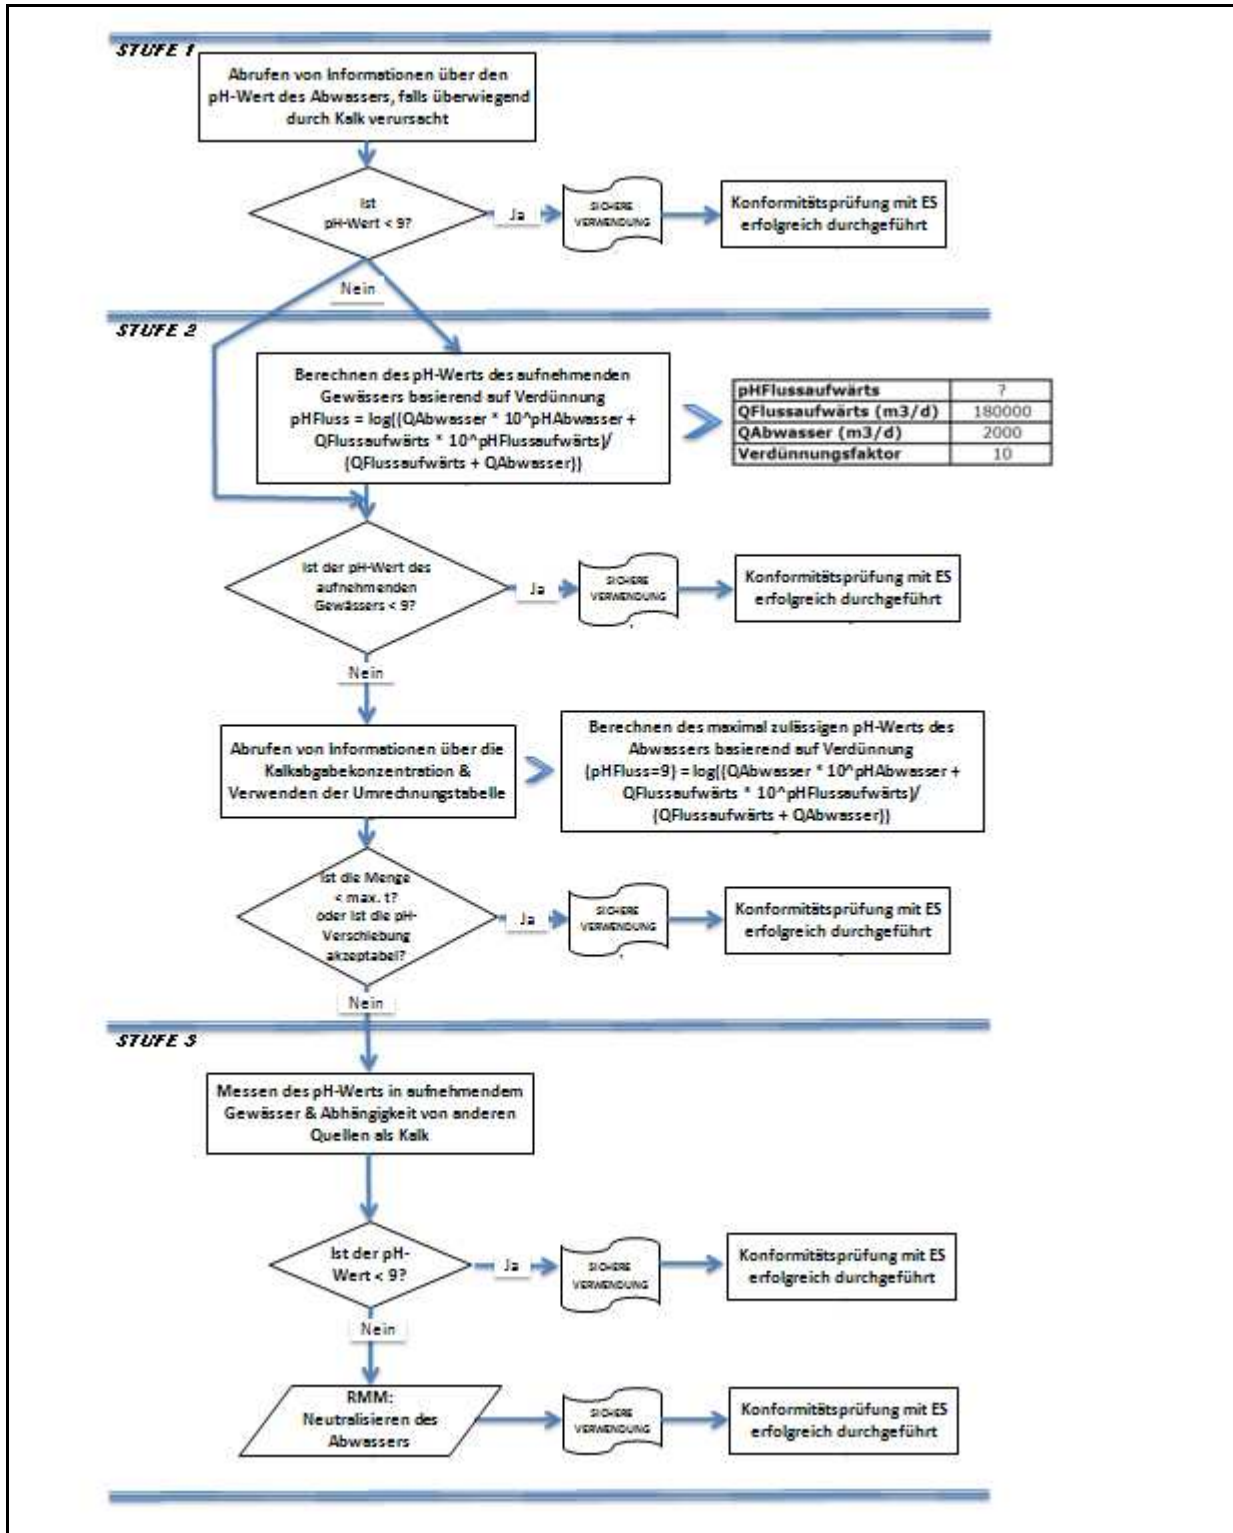 STUFE 1
Abrufen von Informationen über den
pH-Wert des Abwassers, falls überwiegend
durch Kalk verursacht
Ist
pH-Wert < 9?
Ja
SICHERE
VERWENDUNG
Konformitätsprüfung mit ES
erfolgreich durchgeführt
Nein
STUFE 2
Berechnen des pH-Werts des aufnehmenden
Gewässers basierend auf Verdünnung
pHFluss = log((QAbwasser * 10^pHAbwasser +
QFlussaufwärts * 10^pHFlussaufwärts)/
(QFlussaufwärts + QAbwasser))
pHFlussaufwärts ?
QFlussaufwärts (m3/d) 180000
QAbwasser (m3/d) 2000
Verdünnungsfaktor 10
Ist der pH-Wert des
aufnehmenden
Gewässers < 9?
Ja
SICHERE
VERWENDUNG
Konformitätsprüfung mit ES
erfolgreich durchgeführt
Nein
Abrufen von Informationen über die
Kalkabgabekonzentration &
Verwenden der Umrechnungstabelle
Berechnen des maximal zulässigen pH-Werts des
Abwassers basierend auf Verdünnung
(pHFluss=9) = log((QAbwasser * 10^pHAbwasser +
QFlussaufwärts * 10^pHFlussaufwärts)/
(QFlussaufwärts + QAbwasser))
Ist die Menge
< max. t?
oder ist die pH-
Verschiebung
akzeptabel?
Ja
SICHERE
VERWENDUNG
Konformitätsprüfung mit ES
erfolgreich durchgeführt
Nein
STUFE 3
Messen des pH-Werts in aufnehmendem
Gewässer & Abhängigkeit von anderen
Quellen als Kalk
Ist der pH-
Wert < 9?
Ja
SICHERE
VERWENDUNG
Konformitätsprüfung mit ES
erfolgreich durchgeführt
Nein
RMM:
Neutralisieren des
Abwassers
SICHERE
VERWENDUNG
Konformitätsprüfung mit ES
erfolgreich durchgeführt